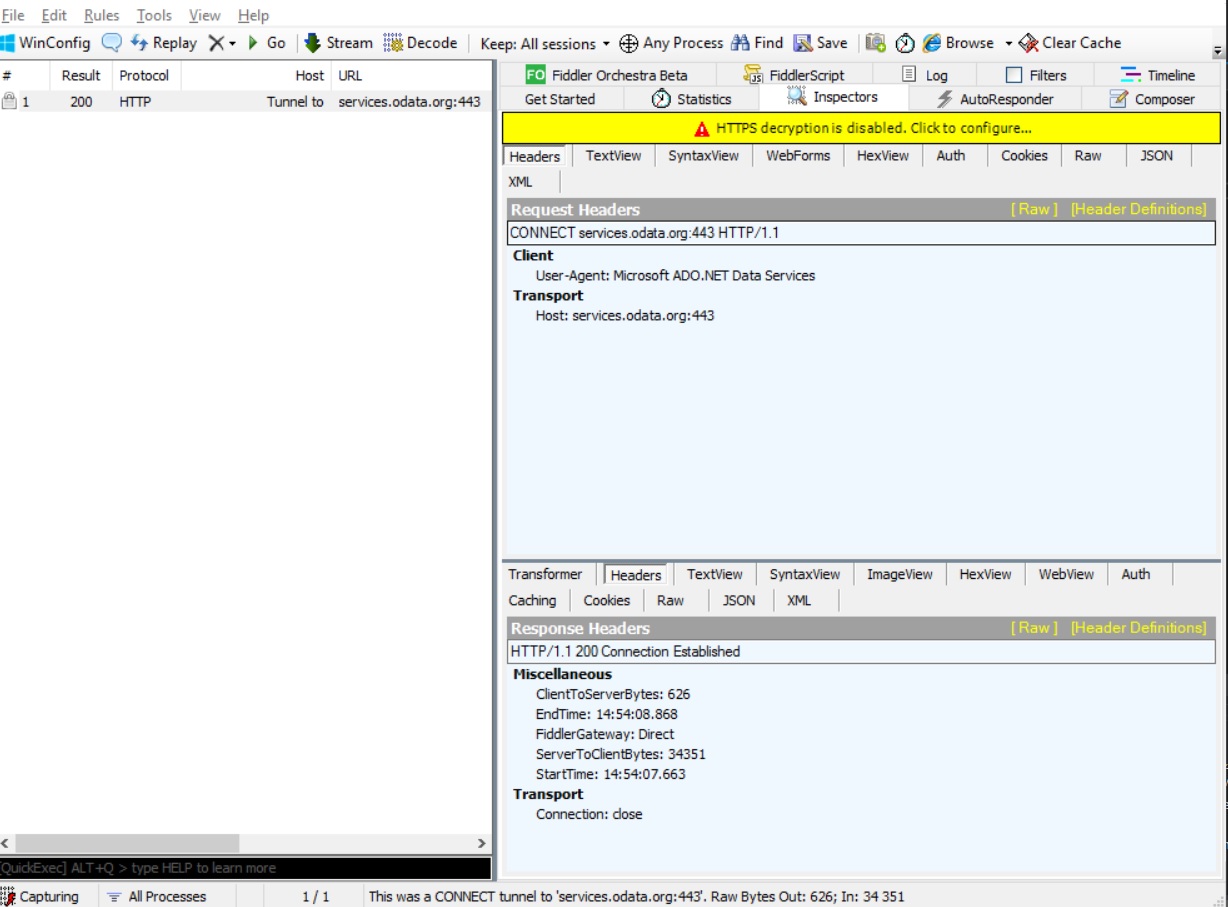 File Edit Rules Tools View Help
WinConfig Replay Go Stream Decode Keep: All sessions Any Process Find Save Browse Clear Cache
# Result Protocol Host URL
1 200 HTTP Tunnel to services.odata.org:443
FO Fiddler Orchestra Beta JS FiddlerScript Log Filters Timeline
Get Started Statistics Inspectors AutoResponder Composer
HTTPS decryption is disabled. Click to configure...
Headers TextView SyntaxView WebForms HexView Auth Cookies Raw JSON
XML
Request Headers [ Raw ] [Header Definitions]
CONNECT services.odata.org:443 HTTP/1.1
Client
User-Agent: Microsoft ADO.NET Data Services
Transport
Host: services.odata.org:443
Transformer Headers TextView SyntaxView ImageView HexView WebView Auth
Caching Cookies Raw JSON XML
Response Headers [ Raw ] [Header Definitions]
HTTP/1.1 200 Connection Established
Miscellaneous
ClientToServerBytes: 626
EndTime: 14:54:08.868
FiddlerGateway: Direct
ServerToClientBytes: 34351
StartTime: 14:54:07.663
Transport
Connection: close
[QuickExec] ALT+Q > type HELP to learn more
Capturing All Processes 1 / 1 This was a CONNECT tunnel to 'services.odata.org:443'. Raw Bytes Out: 626; In: 34 351